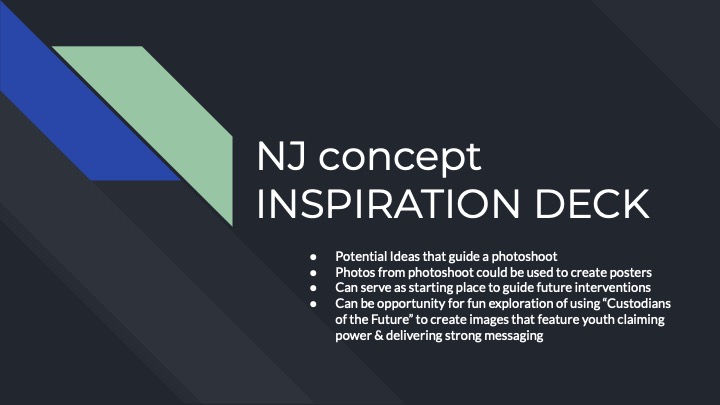 NJ concept
INSPIRATION DECK
● Potential Ideas that guide a photoshoot
● Photos from photoshoot could be used to create posters
● Can serve as starting place to guide future interventions
● Can be opportunity for fun exploration of using “Custodians
of the Future” to create images that feature youth claiming
power & delivering strong messaging